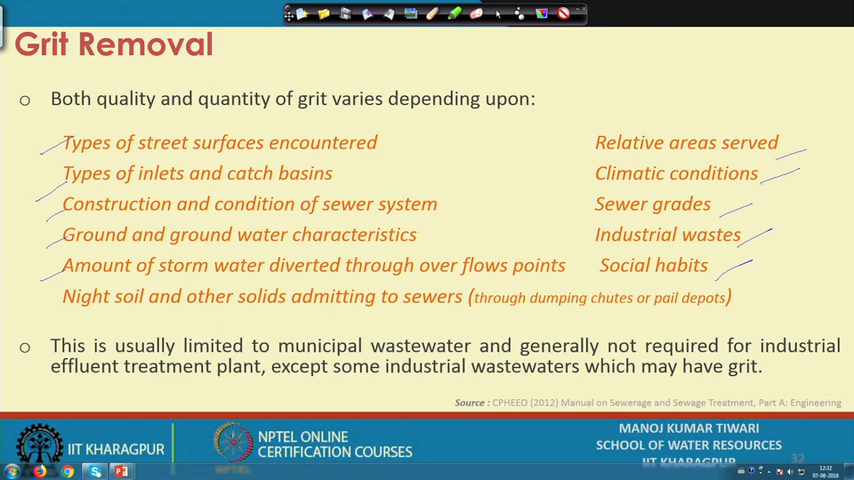 Grit Removal
o Both quality and quantity of grit varies depending upon:
Types of street surfaces encountered Relative areas served
Types of inlets and catch basins Climatic conditions
Construction and condition of sewer system Sewer grades
Ground and ground water characteristics Industrial wastes
Amount of storm water diverted through over flows points Social habits
Night soil and other solids admitting to sewers (through dumping chutes or pail depots)
o This is usually limited to municipal wastewater and generally not required for industrial
effluent treatment plant, except some industrial wastewaters which may have grit.
Source : CPHEEO (2012) Manual on Sewerage and Sewage Treatment, Part A: Engineering
IIT KHARAGPUR
NPTEL ONLINE
CERTIFICATION COURSES
NPTEL
MANOJ KUMAR TIWARI
SCHOOL OF WATER RESOURCES
IIT KHARAGPUR
32
12:32
07-08-2018